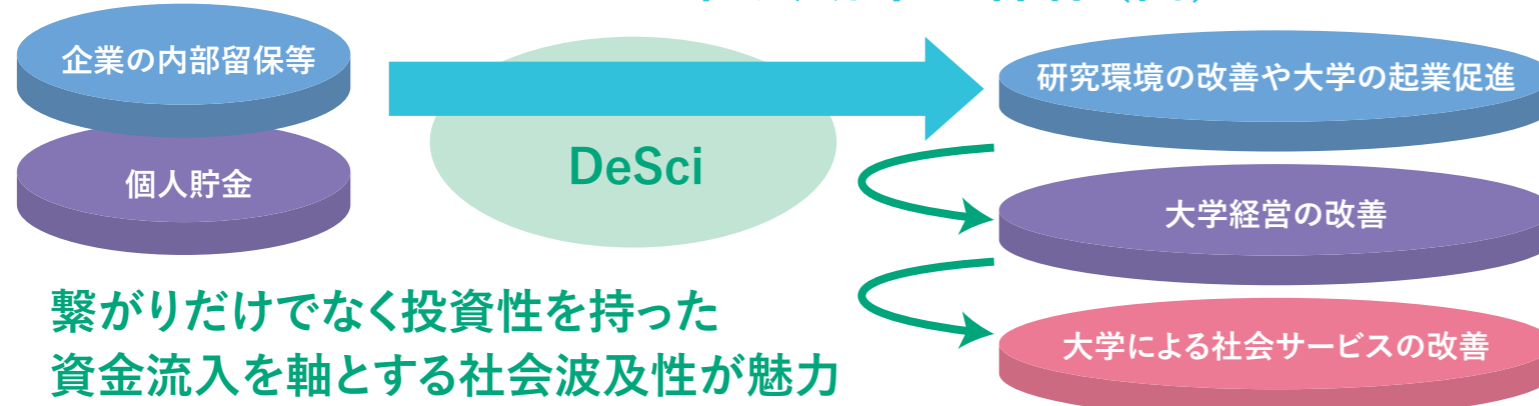 企業の内部留保等
個人貯金
DeSci
研究環境の改善や大学の起業促進
大学経営の改善
大学による社会サービスの改善
繋がりだけでなく投資性を持った
資金流入を軸とする社会波及性が魅力